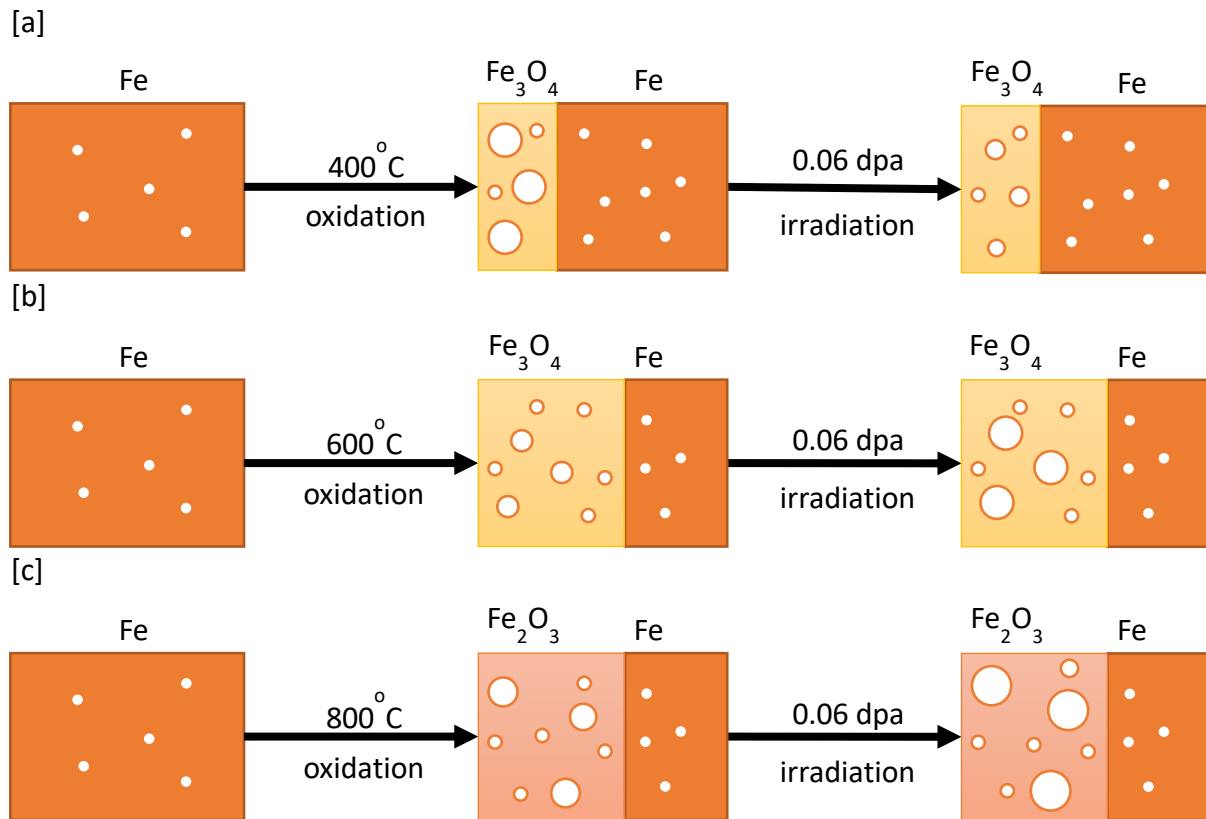 [a]
Fe
Fe₃O₄
Fe
Fe₃O₄
Fe
400°C
oxidation
0.06 dpa
irradiation
[b]
Fe
Fe₃O₄
Fe
Fe₃O₄
Fe
600°C
oxidation
0.06 dpa
irradiation
[c]
Fe
Fe₂O₃
Fe
Fe₂O₃
Fe
800°C
oxidation
0.06 dpa
irradiation